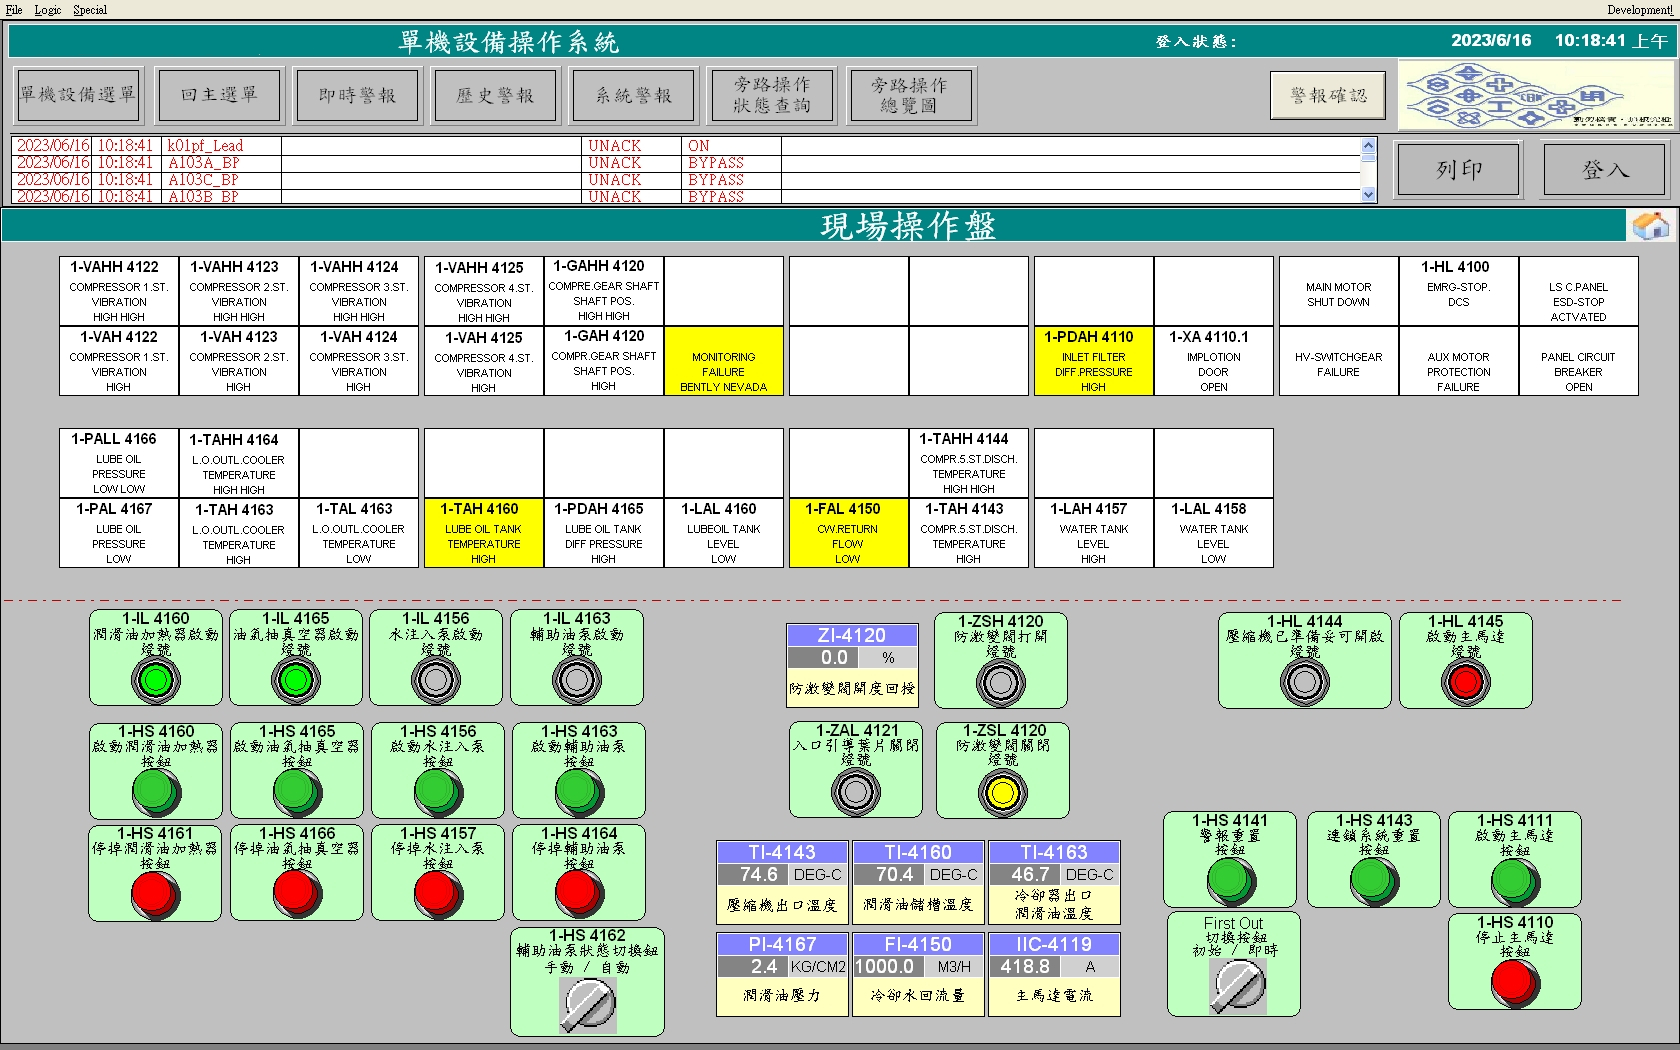 File Logic Special Development!
單機設備操作系統 登入狀態: 2023/6/16 10:18:41 上午
單機設備選單 回主選單 即時警報 歷史警報 系統警報 旁路操作 狀態查詢 旁路操作 總覽圖 警報確認
2023/06/16 10:18:41 k01pf_Lead UNACK ON
2023/06/16 10:18:41 A103A_BP UNACK BYPASS
2023/06/16 10:18:41 A103C_BP UNACK BYPASS
2023/06/16 10:18:41 A103B_BP UNACK BYPASS
列印 登入
現場操作盤
1-VAHH 4122
COMPRESSOR 1.ST.
VIBRATION
HIGH HIGH
1-VAHH 4123
COMPRESSOR 2.ST.
VIBRATION
HIGH HIGH
1-VAHH 4124
COMPRESSOR 3.ST.
VIBRATION
HIGH HIGH
1-VAHH 4125
COMPRESSOR 4.ST.
VIBRATION
HIGH HIGH
1-GAHH 4120
COMPRE.GEAR SHAFT
SHAFT POS.
HIGH HIGH
MAIN MOTOR
SHUT DOWN
1-HL 4100
EMRG-STOP.
DCS
LS C.PANEL
ESD-STOP
ACTVATED
1-VAH 4122
COMPRESSOR 1.ST.
VIBRATION
HIGH
1-VAH 4123
COMPRESSOR 2.ST.
VIBRATION
HIGH
1-VAH 4124
COMPRESSOR 3.ST.
VIBRATION
HIGH
1-VAH 4125
COMPRESSOR 4.ST.
VIBRATION
HIGH
1-GAH 4120
COMPR.GEAR SHAFT
SHAFT POS.
HIGH
MONITORING
FAILURE
BENTLY NEVADA
1-PDAH 4110
INLET FILTER
DIFF.PRESSURE
HIGH
1-XA 4110.1
IMPLOTION
DOOR
OPEN
HV-SWITCHGEAR
FAILURE
AUX MOTOR
PROTECTION
FAILURE
PANEL CIRCUIT
BREAKER
OPEN
1-PALL 4166
LUBE OIL
PRESSURE
LOW LOW
1-TAHH 4164
L.O.OUTL.COOLER
TEMPERATURE
HIGH HIGH
1-TAHH 4144
COMPR.5.ST.DISCH.
TEMPERATURE
HIGH HIGH
1-PAL 4167
LUBE OIL
PRESSURE
LOW
1-TAH 4163
L.O.OUTL.COOLER
TEMPERATURE
HIGH
1-TAL 4163
L.O.OUTL.COOLER
TEMPERATURE
LOW
1-TAH 4160
LUBE OIL TANK
TEMPERATURE
HIGH
1-PDAH 4165
LUBE OIL TANK
DIFF PRESSURE
HIGH
1-LAL 4160
LUBEOIL TANK
LEVEL
LOW
1-FAL 4150
CW.RETURN
FLOW
LOW
1-TAH 4143
COMPR.5.ST.DISCH.
TEMPERATURE
HIGH
1-LAH 4157
WATER TANK
LEVEL
HIGH
1-LAL 4158
WATER TANK
LEVEL
LOW
1-IL 4160
潤滑油加熱器啟動
燈號
1-IL 4165
油氣抽真空器啟動
燈號
1-IL 4156
水注入泵啟動
燈號
1-IL 4163
輔助油泵啟動
燈號
ZI-4120
0.0 %
防激變閥開度回授
1-ZSH 4120
防激變閥打開
燈號
1-HL 4144
壓縮機已準備妥可開啟
燈號
1-HL 4145
啟動主馬達
燈號
1-HS 4160
啟動潤滑油加熱器
按鈕
1-HS 4165
啟動油氣抽真空器
按鈕
1-HS 4156
啟動水注入泵
按鈕
1-HS 4163
啟動輔助油泵
按鈕
1-ZAL 4121
入口引導葉片關閉
燈號
1-ZSL 4120
防激變閥關閉
燈號
1-HS 4161
停掉潤滑油加熱器
按鈕
1-HS 4166
停掉油氣抽真空器
按鈕
1-HS 4157
停掉水注入泵
按鈕
1-HS 4164
停掉輔助油泵
按鈕
TI-4143
74.6 DEG-C
壓縮機出口溫度
TI-4160
70.4 DEG-C
潤滑油儲槽溫度
TI-4163
46.7 DEG-C
冷卻器出口
潤滑油溫度
1-HS 4141
警報重置
按鈕
1-HS 4143
連鎖系統重置
按鈕
1-HS 4111
啟動主馬達
按鈕
1-HS 4162
輔助油泵狀態切換鈕
手動 / 自動
PI-4167
2.4 KG/CM2
潤滑油壓力
FI-4150
1000.0 M3/H
冷卻水回流量
IIC-4119
418.8 A
主馬達電流
First Out
切換按鈕
初始 / 即時
1-HS 4110
停止主馬達
按鈕